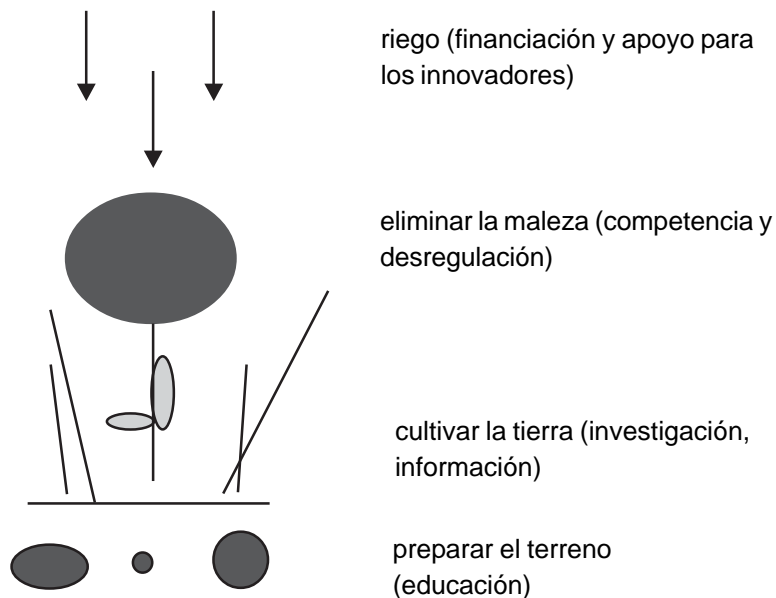 riego (financiación y apoyo para
los innovadores)
eliminar la maleza (competencia y
desregulación)
cultivar la tierra (investigación,
información)
preparar el terreno
(educación)